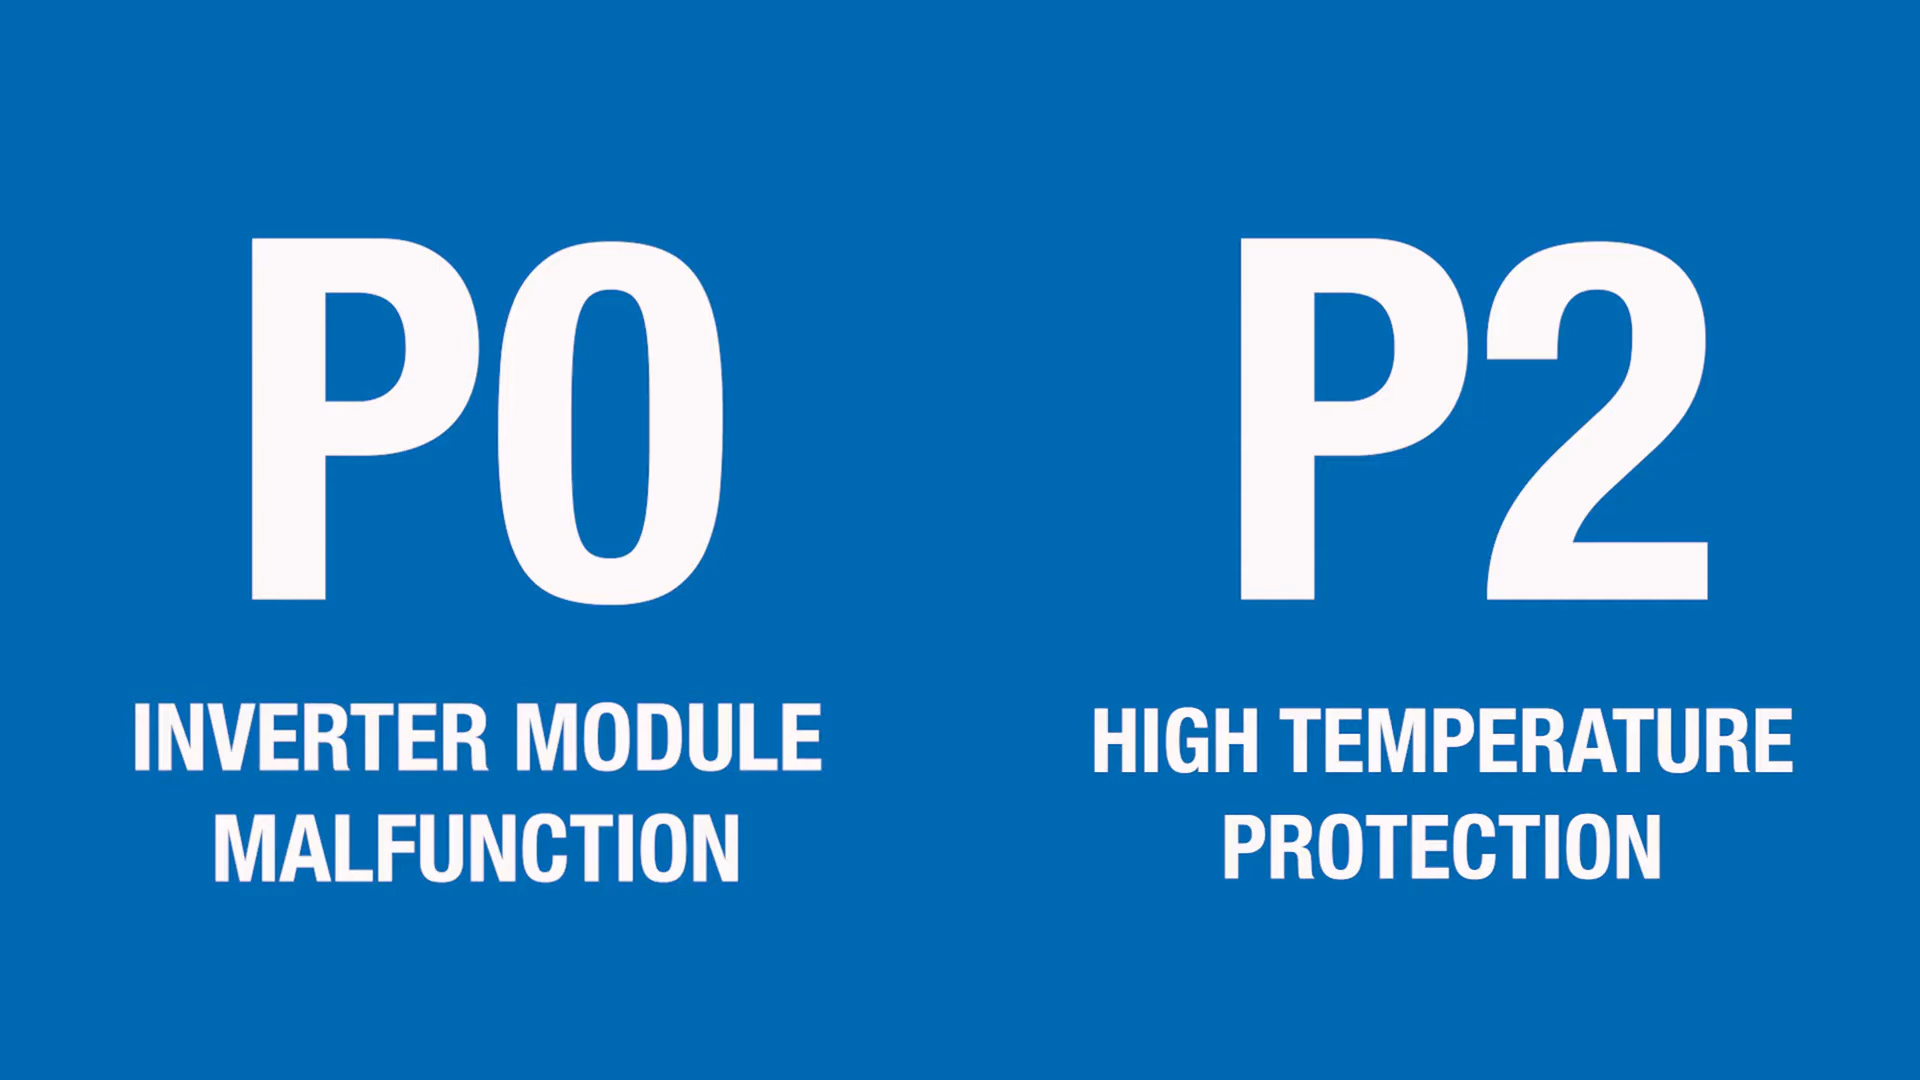 P0
INVERTER MODULE
MALFUNCTION
P2
HIGH TEMPERATURE
PROTECTION